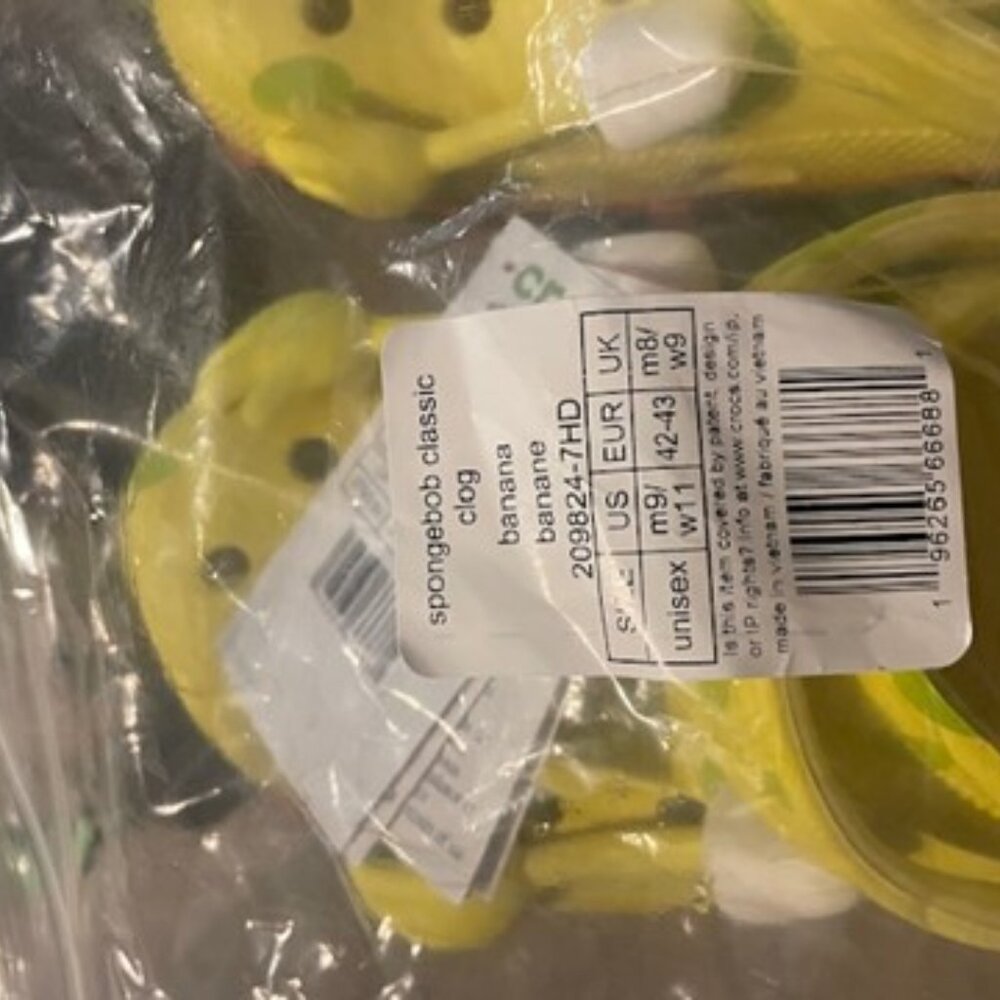 spongebob classic
clog
banana
banane
209824-7HD
SIZE US EUR UK
unisex m9/ w11 42-43 m8/ w9
Is this item covered by patent, design
or IP rights? Info at www.crocs.com/ip.
made in vietnam / fabriqué au vietnam
1 96265 66688 1